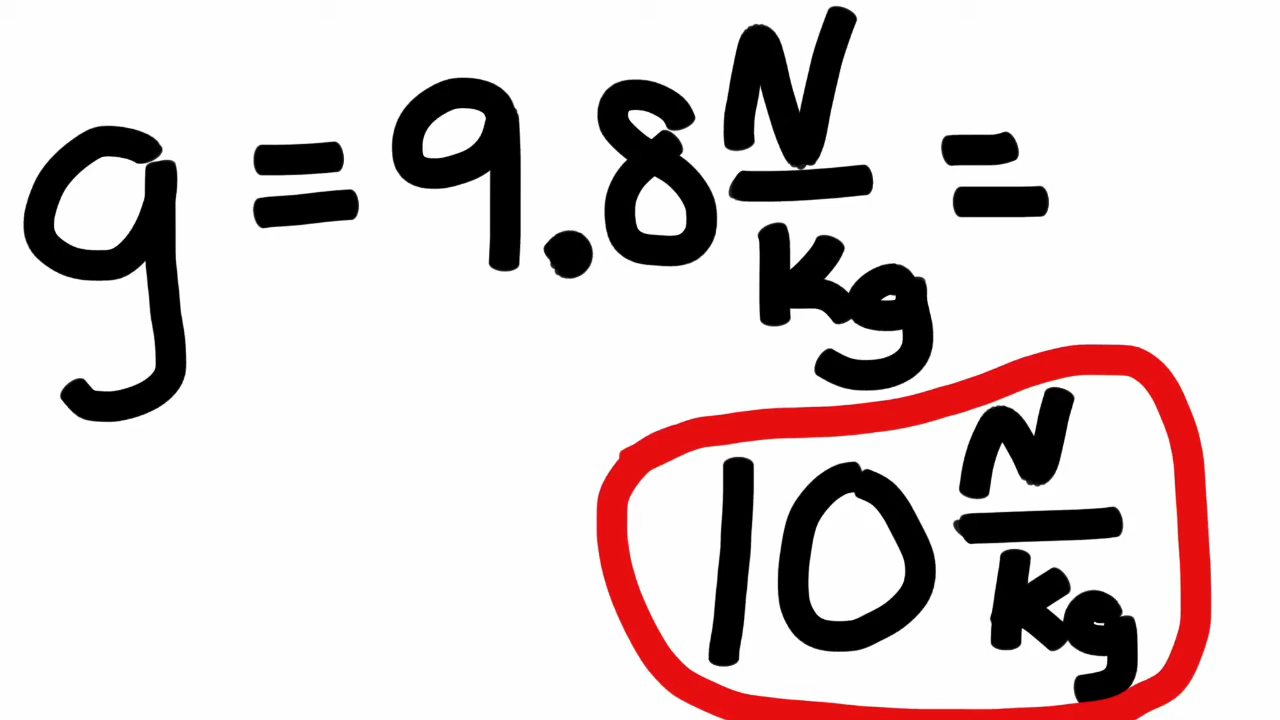 g = 9.8 N/kg =
10 N/kg